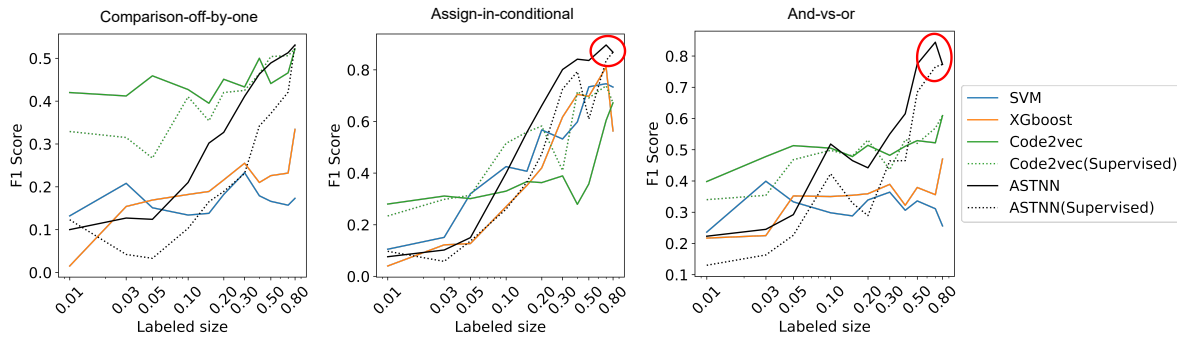 Comparison-off-by-one
F1 Score
0.5
0.4
0.3
0.2
0.1
0.0
0.01
0.03
0.05
0.10
0.20
0.30
0.50
0.80
Labeled size
Assign-in-conditional
F1 Score
1.0
0.8
0.6
0.4
0.2
0.0
0.01
0.03
0.05
0.10
0.20
0.30
0.50
0.80
Labeled size
And-vs-or
F1 Score
0.8
0.7
0.6
0.5
0.4
0.3
0.2
0.1
0.01
0.03
0.05
0.10
0.20
0.30
0.50
0.80
Labeled size
SVM
XGboost
Code2vec
Code2vec(Supervised)
ASTNN
ASTNN(Supervised)